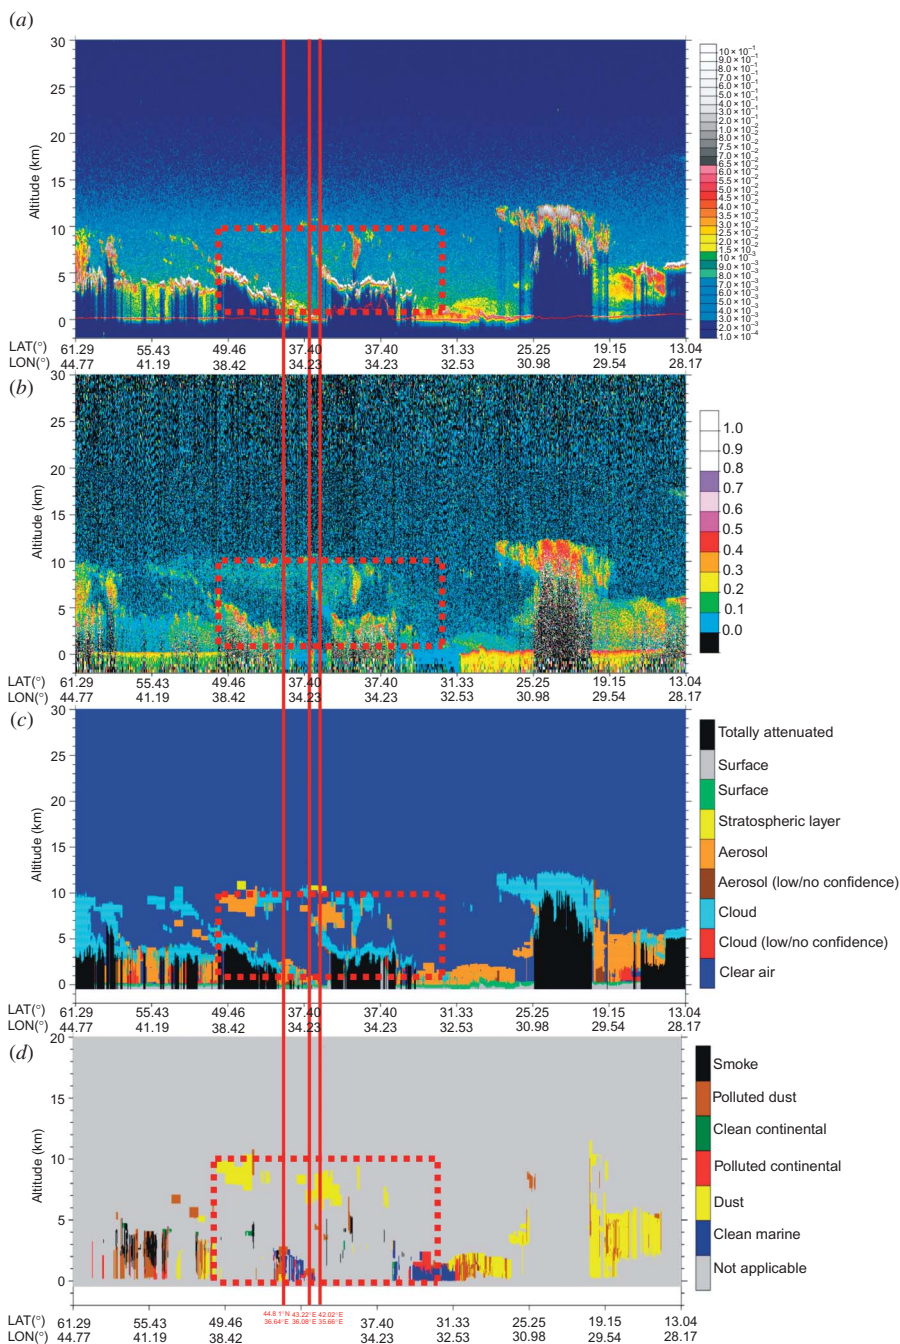 (a)
30
25
20
15
10
5
0
Altitude (km)
10 × 10⁻¹
9.0 × 10⁻¹
8.0 × 10⁻¹
7.0 × 10⁻¹
6.0 × 10⁻¹
5.0 × 10⁻¹
4.0 × 10⁻¹
3.0 × 10⁻¹
2.0 × 10⁻¹
1.0 × 10⁻²
8.0 × 10⁻²
7.5 × 10⁻²
7.0 × 10⁻²
6.5 × 10⁻²
6.0 × 10⁻²
5.5 × 10⁻²
5.0 × 10⁻²
4.5 × 10⁻²
4.0 × 10⁻²
3.5 × 10⁻²
3.0 × 10⁻²
2.5 × 10⁻²
2.0 × 10⁻²
1.5 × 10⁻²
10 × 10⁻³
9.0 × 10⁻³
8.0 × 10⁻³
7.0 × 10⁻³
6.0 × 10⁻³
5.0 × 10⁻³
4.0 × 10⁻³
3.0 × 10⁻³
2.0 × 10⁻³
1.0 × 10⁻⁴
LAT(°) 61.29 55.43 49.46 37.40 37.40 31.33 25.25 19.15 13.04
LON(°) 44.77 41.19 38.42 34.23 34.23 32.53 30.98 29.54 28.17
(b)
30
25
20
15
10
5
0
Altitude (km)
1.0
0.9
0.8
0.7
0.6
0.5
0.4
0.3
0.2
0.1
0.0
LAT(°) 61.29 55.43 49.46 37.40 37.40 31.33 25.25 19.15 13.04
LON(°) 44.77 41.19 38.42 34.23 34.23 32.53 30.98 29.54 28.17
(c)
30
25
20
15
10
5
0
Altitude (km)
Totally attenuated
Surface
Surface
Stratospheric layer
Aerosol
Aerosol (low/no confidence)
Cloud
Cloud (low/no confidence)
Clear air
LAT(°) 61.29 55.43 49.46 37.40 37.40 31.33 25.25 19.15 13.04
LON(°) 44.77 41.19 38.42 34.23 34.23 32.53 30.98 29.54 28.17
(d)
20
15
10
5
0
Altitude (km)
Smoke
Polluted dust
Clean continental
Polluted continental
Dust
Clean marine
Not applicable
44.8 1°N 43.22°E 42.02°E
36.64°E 36.08°E 35.66°E
LAT(°) 61.29 55.43 49.46 37.40 37.40 31.33 25.25 19.15 13.04
LON(°) 44.77 41.19 38.42 34.23 34.23 32.53 30.98 29.54 28.17